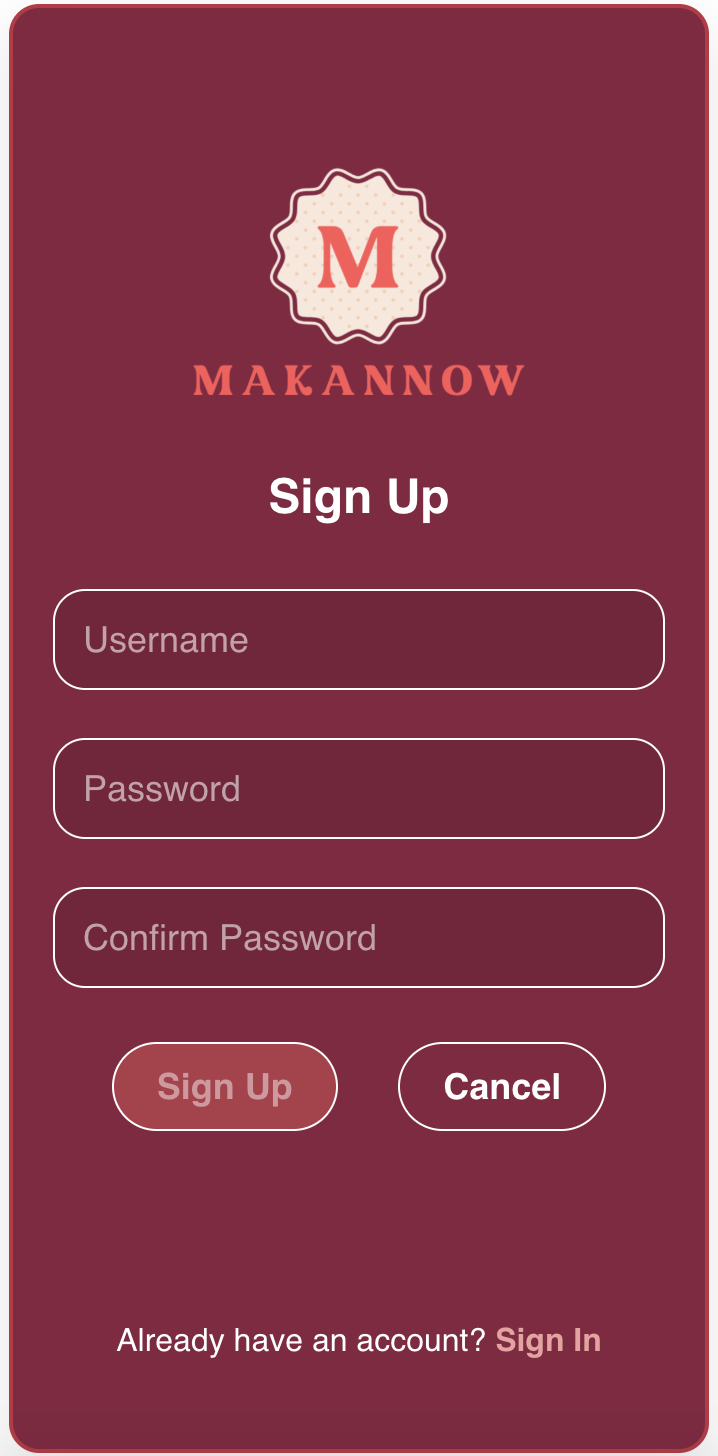 M
MAKANNOW
Sign Up
Username
Password
Confirm Password
Sign Up Cancel
Already have an account? Sign In